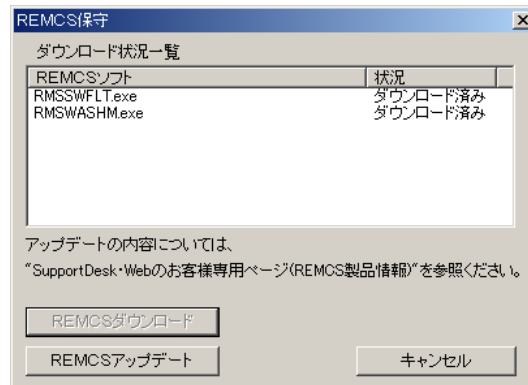 REMCS保守
ダウンロード状況一覧
REMCSソフト 状況
RMSSWFLT.exe ダウンロード済み
RMSWASHM.exe ダウンロード済み
アップデートの内容については、
"SupportDesk・Webのお客様専用ページ(REMCS製品情報)"を参照ください。
REMCSダウンロード
REMCSアップデート キャンセル